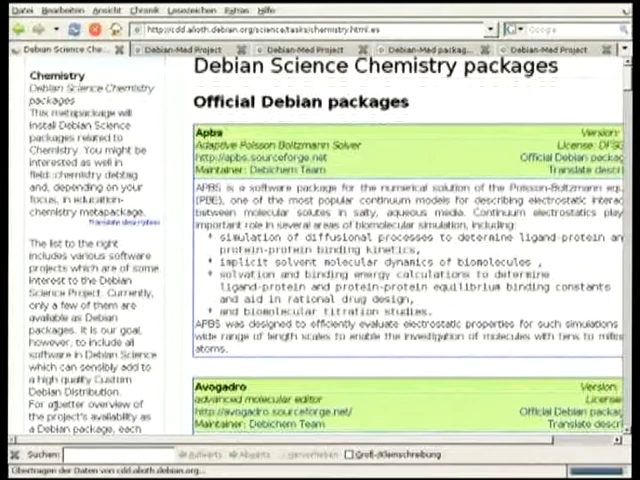 Datei Bearbeiten Ansicht Chronik Lesezeichen Extras Hilfe
http://cdd.alioth.debian.org/science/tasks/chemistry.html.es
Google
Debian Science Che...
Debian-Med Project
Debian-Med Project
Debian-Med packag...
Debian-Med Project
Chemistry
Debian Science Chemistry
packages
This metapackage will
install Debian Science
packages related to
Chemistry. You might be
interested as well in
field::chemistry debtag
and, depending on your
focus, in education-
chemistry metapackage.
Translate description
The list to the right
includes various software
projects which are of some
interest to the Debian
Science Project. Currently,
only a few of them are
available as Debian
packages. It is our goal,
however, to include all
software in Debian Science
which can sensibly add to
a high quality Custom
Debian Distribution.
For a better overview of
the project's availability as
a Debian package, each
Debian Science Chemistry packages
Official Debian packages
Apbs Version:
Adaptive Poisson Boltzmann Solver License: DFSG
http://apbs.sourceforge.net Official Debian packag
Maintainer: Debichem Team Translate descri
APBS is a software package for the numerical solution of the Poisson-Boltzmann equ
(PBE), one of the most popular continuum models for describing electrostatic interac
between molecular solutes in salty, aqueous media. Continuum electrostatics play
important role in several areas of biomolecular simulation, including:
* simulation of diffusional processes to determine ligand-protein an
protein-protein binding kinetics,
* implicit solvent molecular dynamics of biomolecules ,
* solvation and binding energy calculations to determine
ligand-protein and protein-protein equilibrium binding constants
and aid in rational drug design,
* and biomolecular titration studies.
APBS was designed to efficiently evaluate electrostatic properties for such simulations
wide range of length scales to enable the investigation of molecules with tens to million
atoms.
Avogadro Version:
advanced molecular editor License
http://avogadro.sourceforge.net/ Official Debian packag
Maintainer: Debichem Team Translate descri
Suchen: Aufwärts Abwärts Hervorheben Groß-/Kleinschreibung
Übertragen der Daten von cdd.alioth.debian.org...